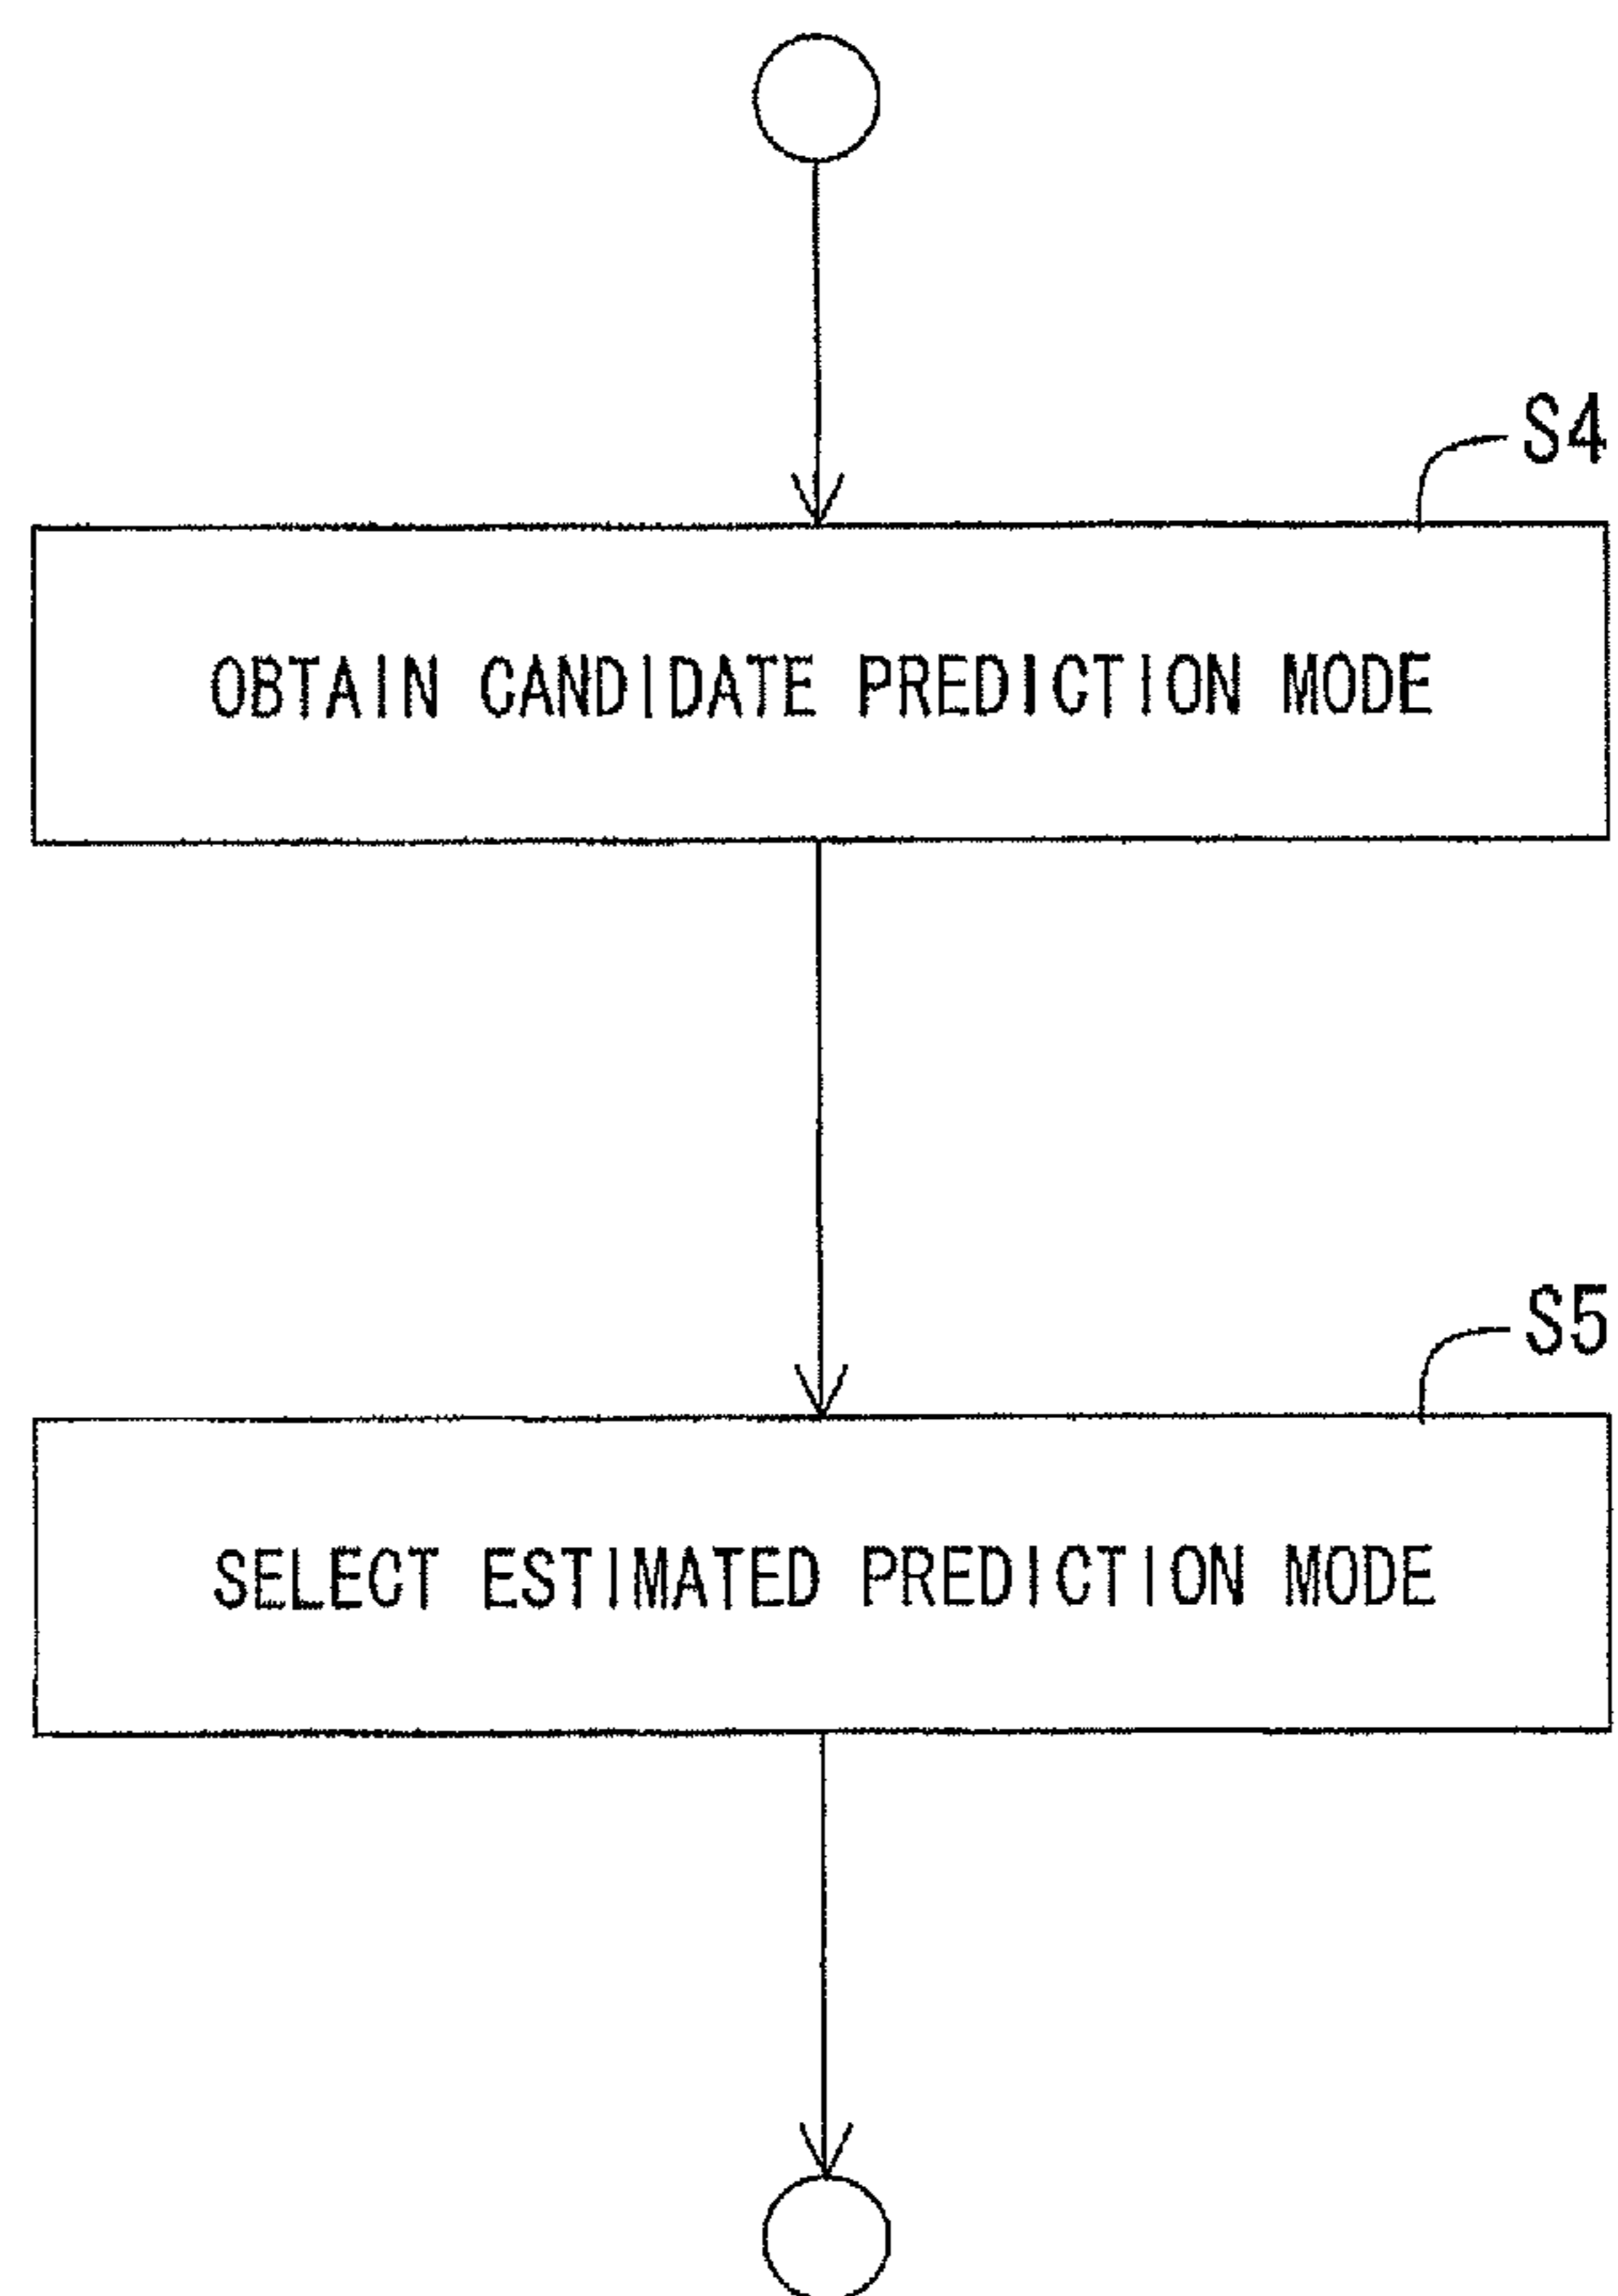 S4
OBTAIN CANDIDATE PREDICTION MODE
S5
SELECT ESTIMATED PREDICTION MODE